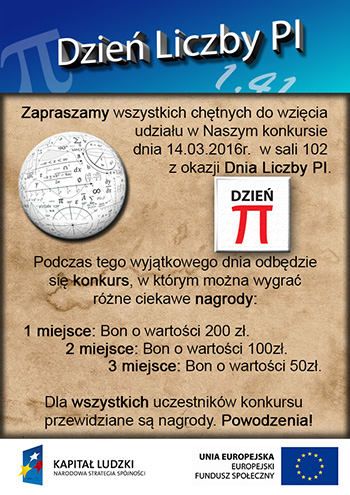 Dzień Liczby PI
π
1,41
Zapraszamy wszystkich chętnych do wzięcia
udziału w Naszym konkursie
dnia 14.03.2016r. w sali 102
z okazji Dnia Liczby PI.
DZIEŃ
π
Podczas tego wyjątkowego dnia odbędzie
się konkurs, w którym można wygrać
różne ciekawe nagrody:
1 miejsce: Bon o wartości 200 zł.
2 miejsce: Bon o wartości 100zł.
3 miejsce: Bon o wartości 50zł.
Dla wszystkich uczestników konkursu
przewidziane są nagrody. Powodzenia!
KAPITAŁ LUDZKI
NARODOWA STRATEGIA SPÓJNOŚCI
UNIA EUROPEJSKA
EUROPEJSKI
FUNDUSZ SPOŁECZNY